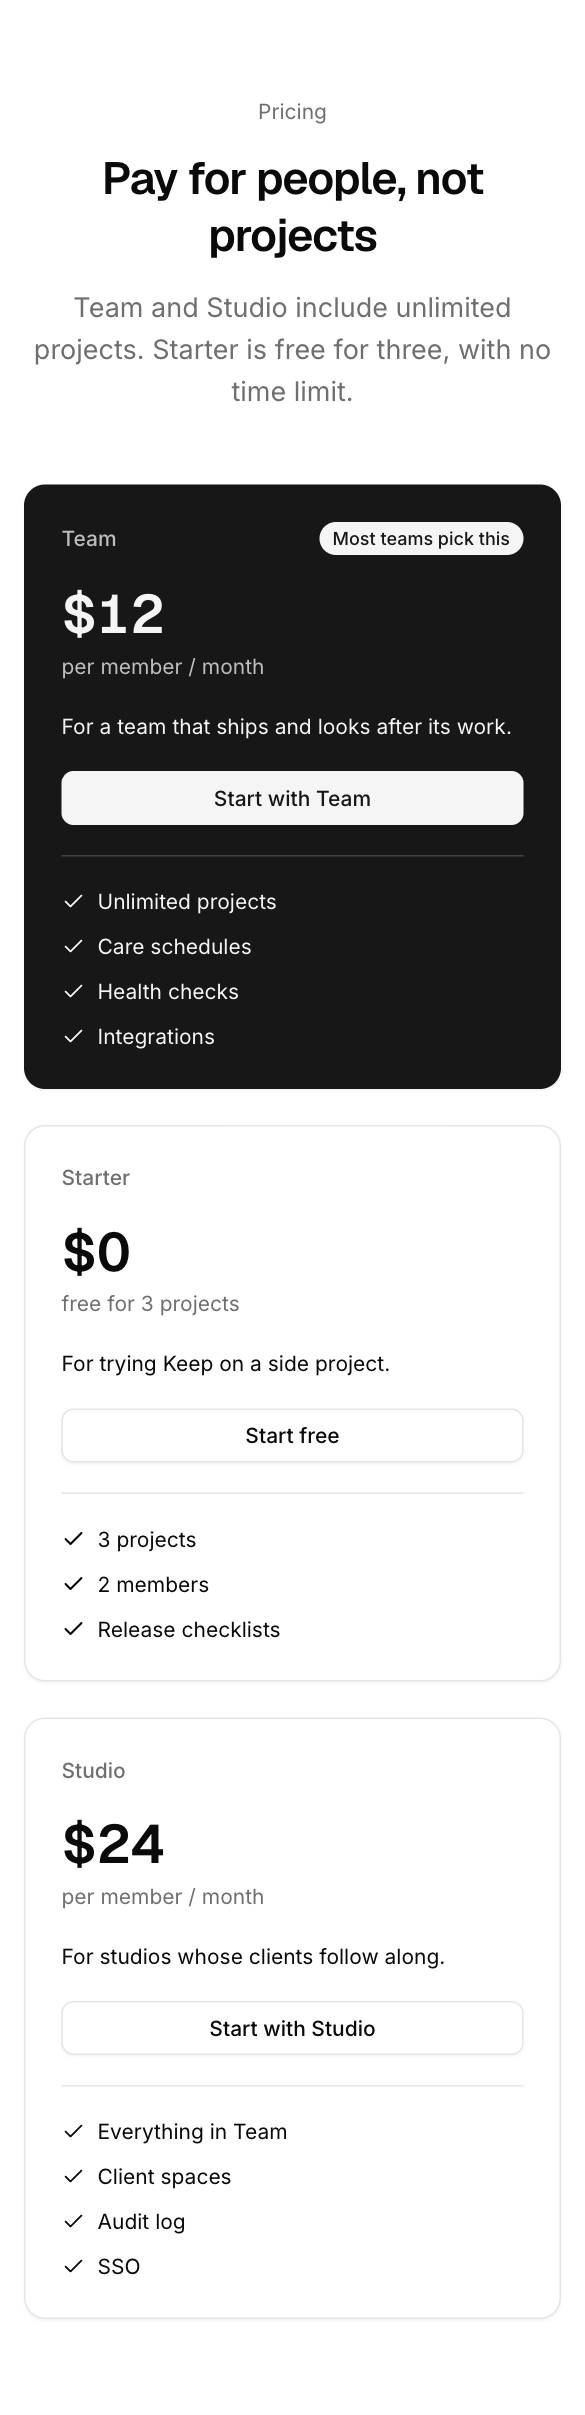 Pricing
Pay for people, not
projects
Team and Studio include unlimited
projects. Starter is free for three, with no
time limit.
Team
Most teams pick this
$12
per member / month
For a team that ships and looks after its work.
Start with Team
Unlimited projects
Care schedules
Health checks
Integrations
Starter
$0
free for 3 projects
For trying Keep on a side project.
Start free
3 projects
2 members
Release checklists
Studio
$24
per member / month
For studios whose clients follow along.
Start with Studio
Everything in Team
Client spaces
Audit log
SSO